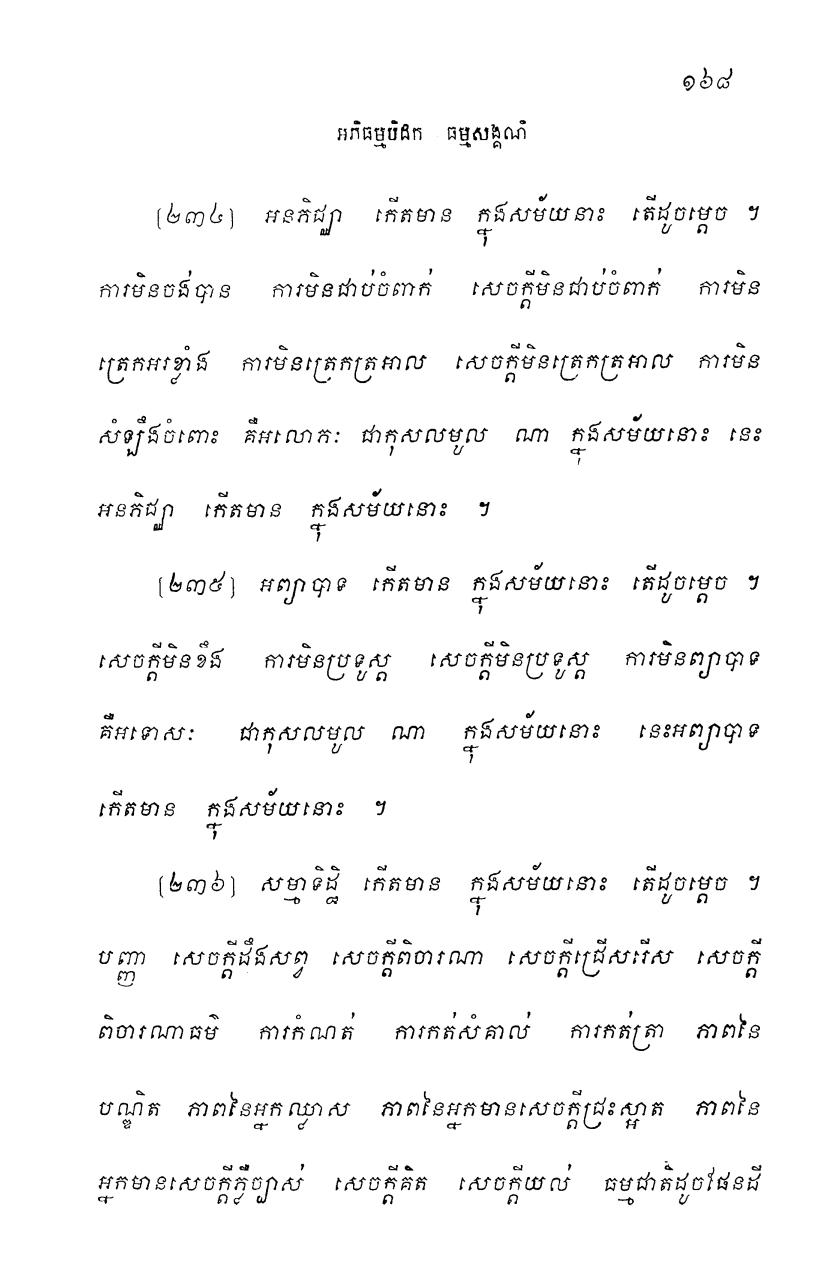 ១៦៨
អភិធម្មបិដក ធម្មសង្គណី
(២៣៤) អនភិជ្ឈា កើតមាន ក្នុងសម័យនោះ តើដូចម្តេច ។
ការមិនចង់បាន ការមិនជាប់ចំពាក់ សេចក្តីមិនជាប់ចំពាក់ ការមិន
ត្រេកអរខ្លាំង ការមិនត្រេកត្រអាល សេចក្តីមិនត្រេកត្រអាល ការមិន
សំឡឹងចំពោះ គឺអលោភៈ ជាកុសលមូល ណា ក្នុងសម័យនោះ នេះ
អនភិជ្ឈា កើតមាន ក្នុងសម័យនោះ ។
(២៣៥) អព្យាបាទ កើតមាន ក្នុងសម័យនោះ តើដូចម្តេច ។
សេចក្តីមិនខឹង ការមិនប្រទូស្ត សេចក្តីមិនប្រទូស្ត ការមិនព្យាបាទ
គឺអទោសៈ ជាកុសលមូល ណា ក្នុងសម័យនោះ នេះអព្យាបាទ
កើតមាន ក្នុងសម័យនោះ ។
(២៣៦) សម្មាទិដ្ឋិ កើតមាន ក្នុងសម័យនោះ តើដូចម្តេច ។
បញ្ញា សេចក្តីដឹងសព្វ សេចក្តីពិចារណា សេចក្តីជ្រើសរើស សេចក្តី
ពិចារណាធម៌ ការកំណត់ ការកត់សំគាល់ ការកត់ត្រា ភាពនៃ
បណ្ឌិត ភាពនៃអ្នកឈ្លាស ភាពនៃអ្នកមានសេចក្តីជ្រះស្អាត ភាពនៃ
អ្នកមានសេចក្តីភ្លឺច្បាស់ សេចក្តីគិត សេចក្តីយល់ ធម្មជាតិដូចផែនដី